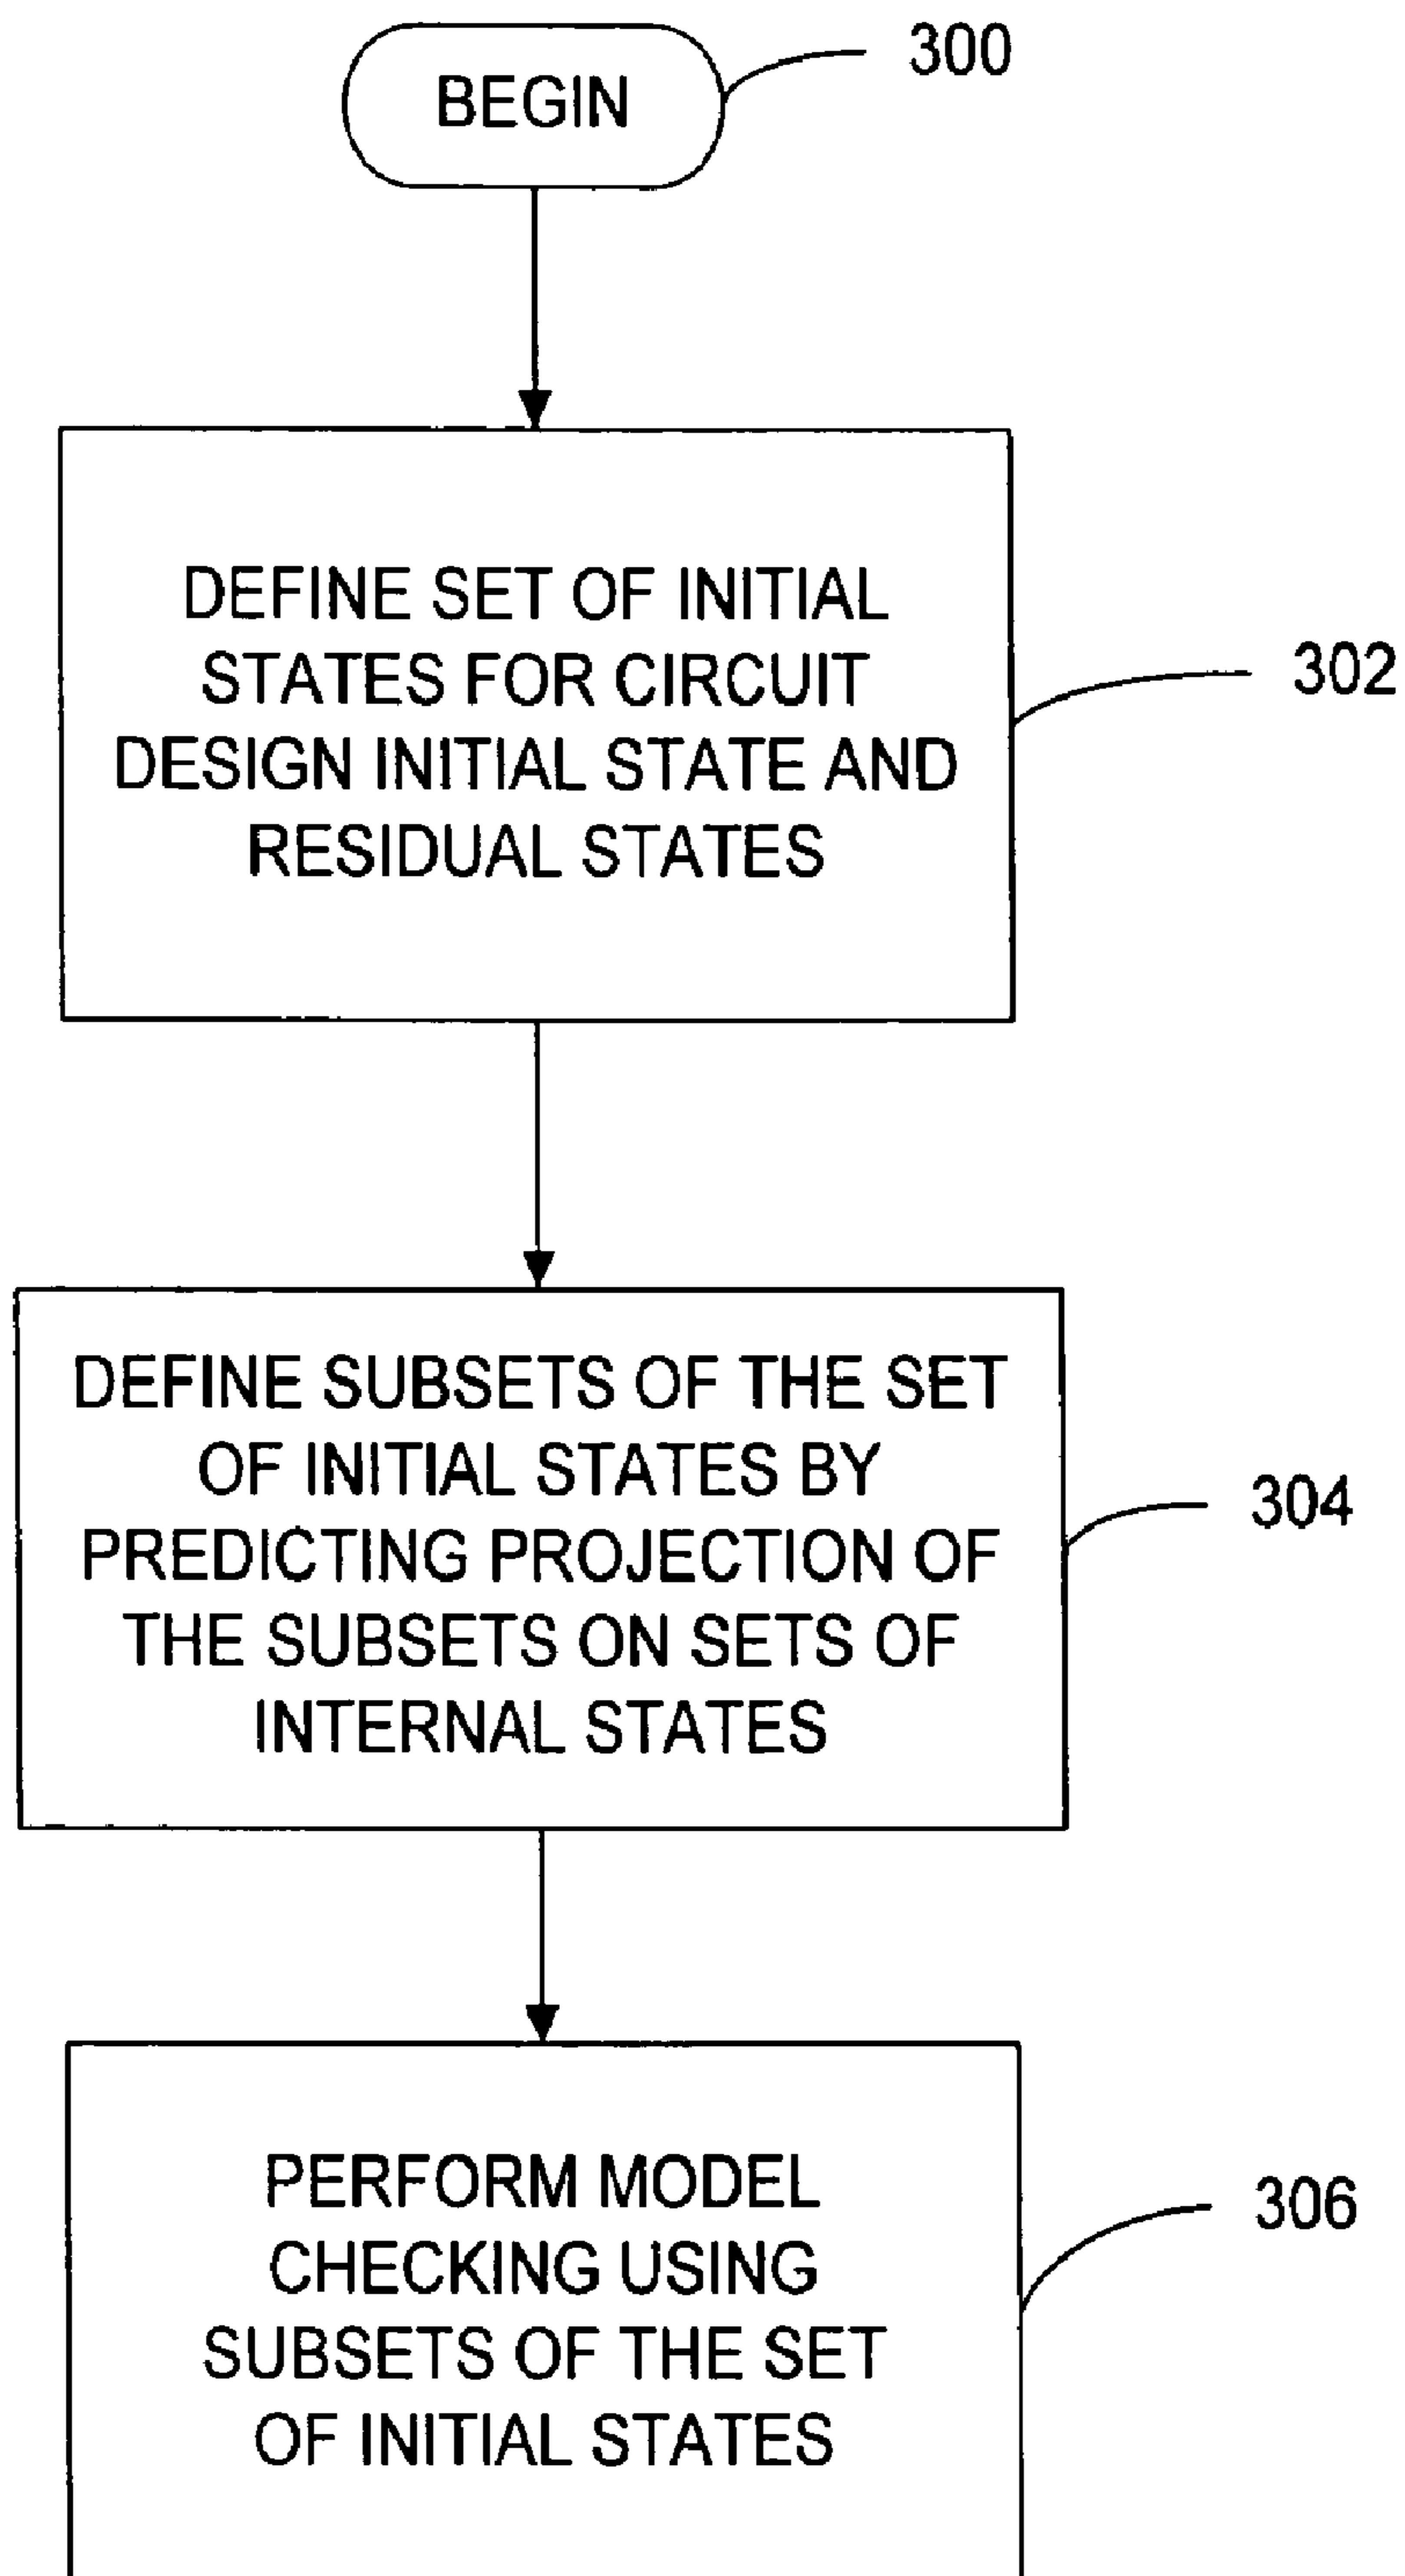 BEGIN
300
DEFINE SET OF INITIAL
STATES FOR CIRCUIT
DESIGN INITIAL STATE AND
RESIDUAL STATES
302
DEFINE SUBSETS OF THE SET
OF INITIAL STATES BY
PREDICTING PROJECTION OF
THE SUBSETS ON SETS OF
INTERNAL STATES
304
PERFORM MODEL
CHECKING USING
SUBSETS OF THE SET
OF INITIAL STATES
306